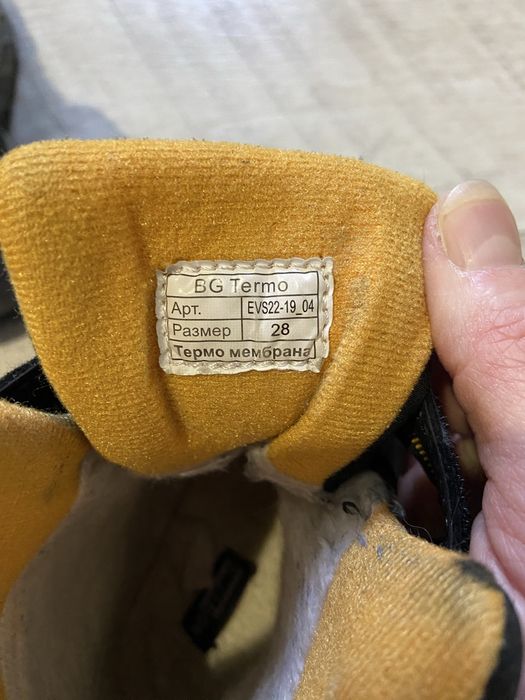 BG Termo
Арт. EVS22-19_04
Размер 28
Термо мембрана